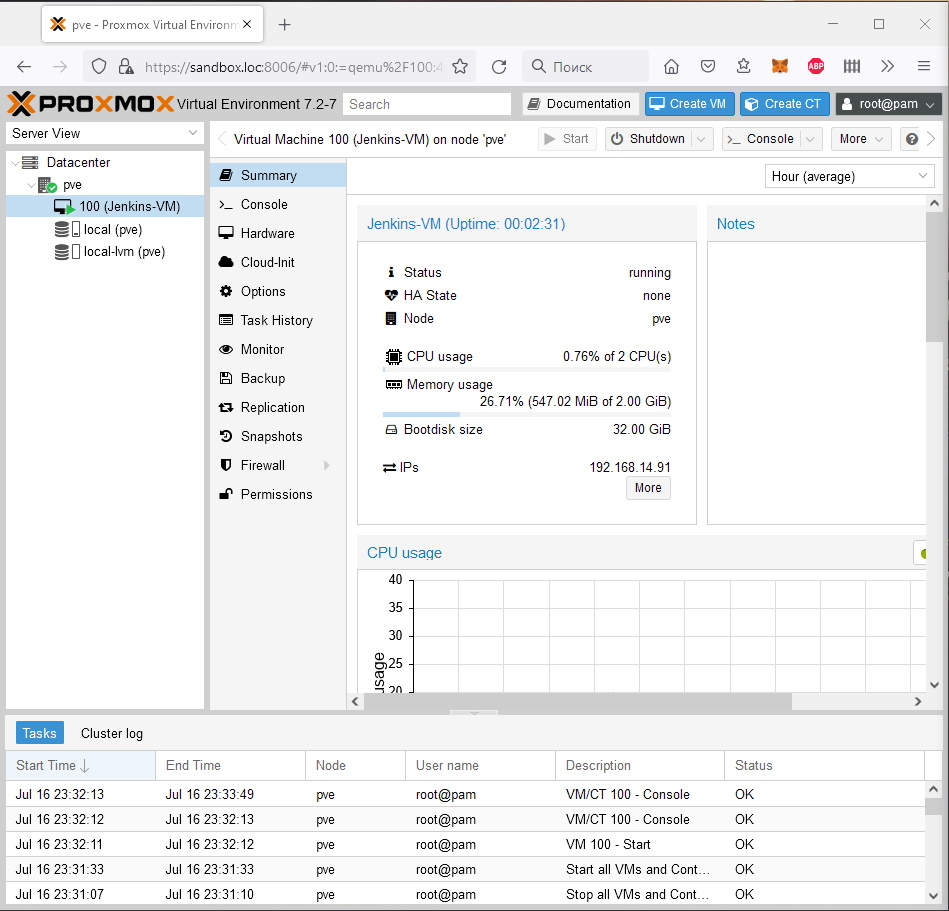 pve - Proxmox Virtual Environm
https://sandbox.loc:8006/#v1:0:=qemu%2F100:4
Поиск
ABP
PROXMOX Virtual Environment 7.2-7 Search Documentation Create VM Create CT root@pam
Server View
Virtual Machine 100 (Jenkins-VM) on node 'pve' Start Shutdown Console More ?
Datacenter
pve
100 (Jenkins-VM)
local (pve)
local-lvm (pve)
Summary
Console
Hardware
Cloud-Init
Options
Task History
Monitor
Backup
Replication
Snapshots
Firewall
Permissions
Hour (average)
Jenkins-VM (Uptime: 00:02:31)
Status running
HA State none
Node pve
CPU usage 0.76% of 2 CPU(s)
Memory usage
26.71% (547.02 MiB of 2.00 GiB)
Bootdisk size 32.00 GiB
IPs 192.168.14.91
More
Notes
CPU usage
40
35
30
25
20
usage
Tasks Cluster log
Start Time End Time Node User name Description Status
Jul 16 23:32:13 Jul 16 23:33:49 pve root@pam VM/CT 100 - Console OK
Jul 16 23:32:12 Jul 16 23:32:13 pve root@pam VM/CT 100 - Console OK
Jul 16 23:32:11 Jul 16 23:32:12 pve root@pam VM 100 - Start OK
Jul 16 23:31:33 Jul 16 23:31:33 pve root@pam Start all VMs and Cont... OK
Jul 16 23:31:07 Jul 16 23:31:10 pve root@pam Stop all VMs and Cont... OK